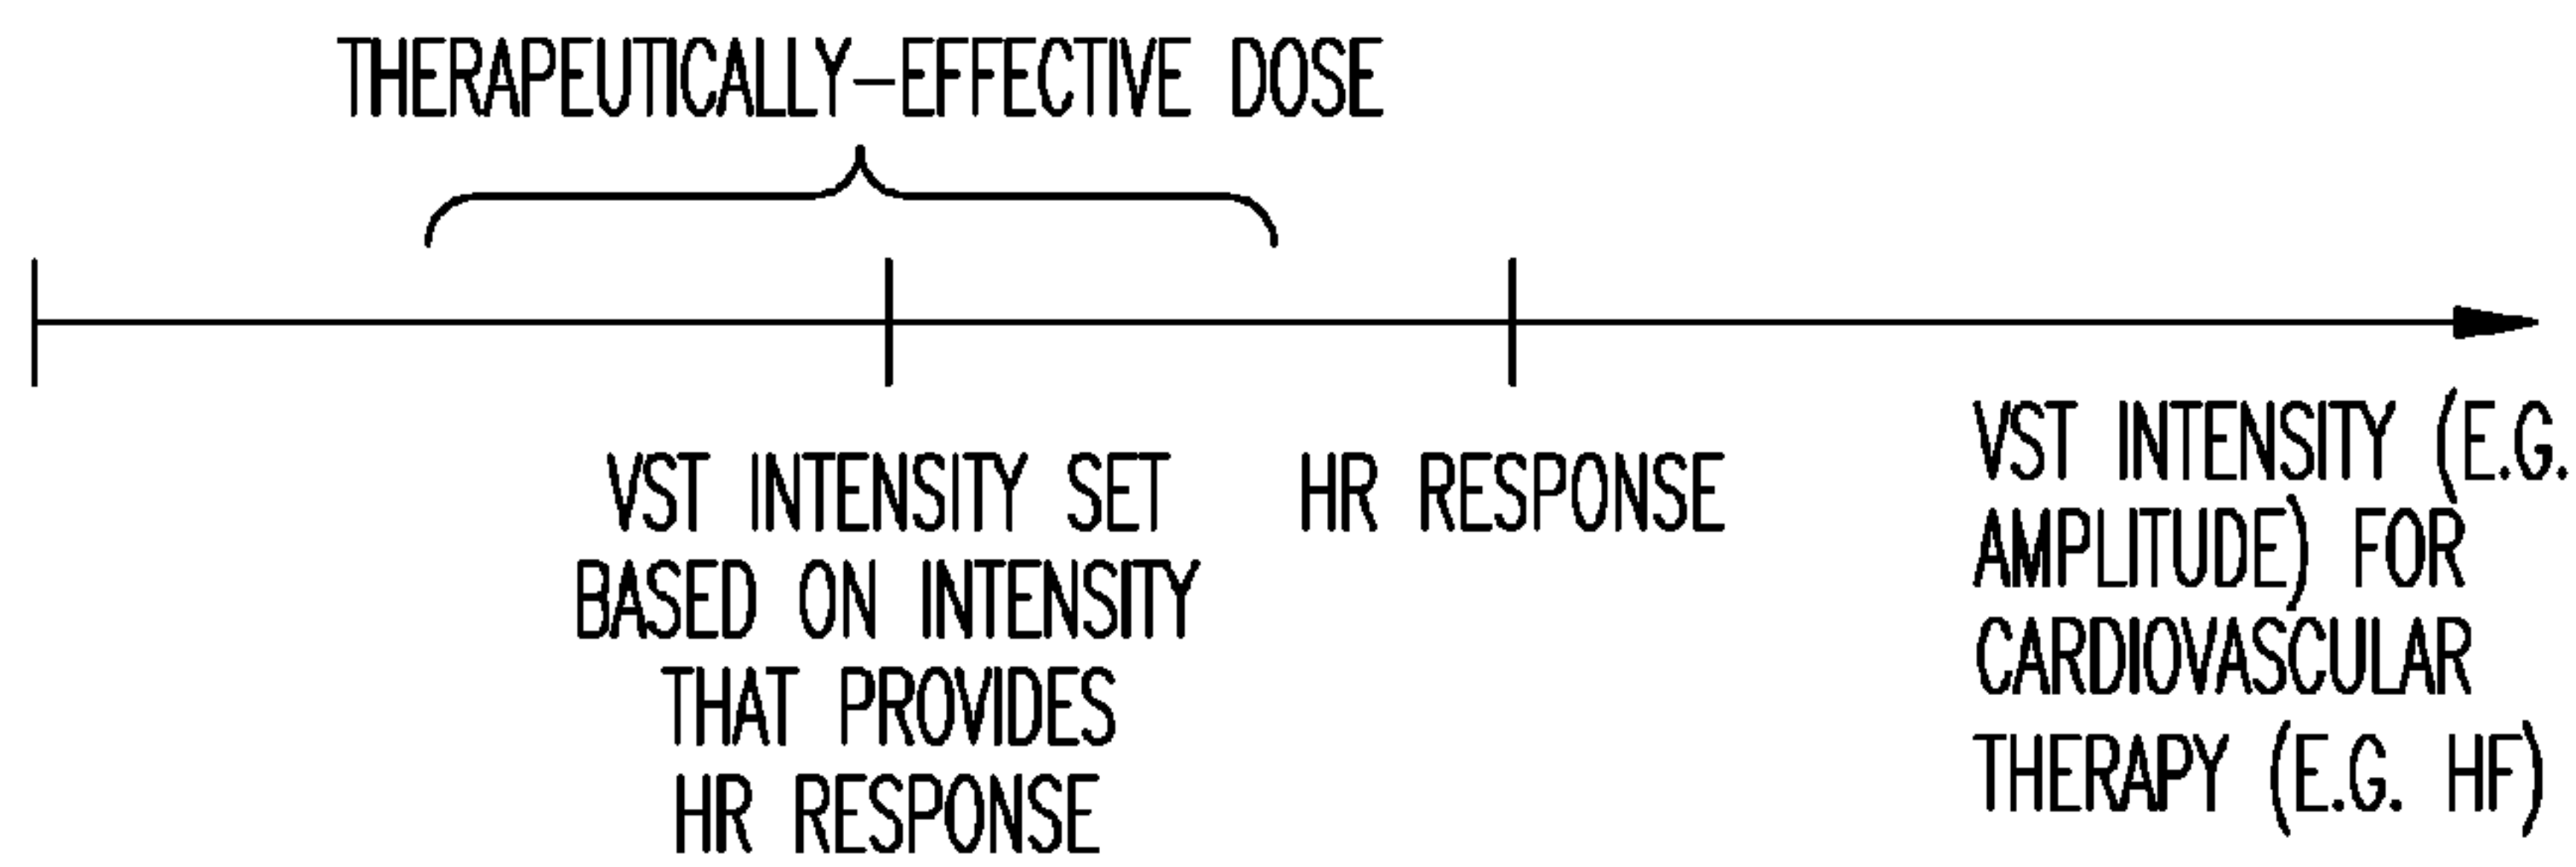 THERAPEUTICALLY-EFFECTIVE DOSE
VST INTENSITY SET
BASED ON INTENSITY
THAT PROVIDES
HR RESPONSE
HR RESPONSE
VST INTENSITY (E.G.
AMPLITUDE) FOR
CARDIOVASCULAR
THERAPY (E.G. HF)